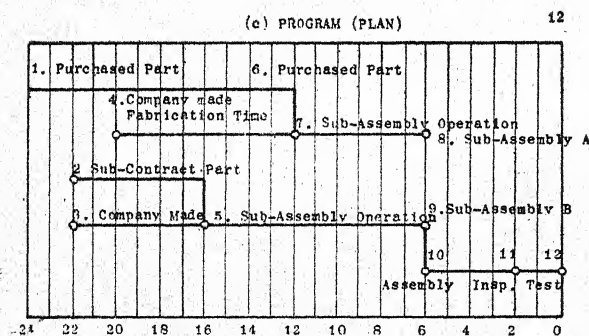 (c) PROGRAM (PLAN)
12
1. Purchased Part
6. Purchased Part
4.Company made
Fabrication Time
7. Sub-Assembly Operation
8. Sub-Assembly A
2 Sub-Contract Part
9.Sub-Assembly B
3. Company Made
5. Sub-Assembly Operation
10
11
12
Assembly
Insp.
Test
24 22 20 18 16 14 12 10 8 6 4 2 0